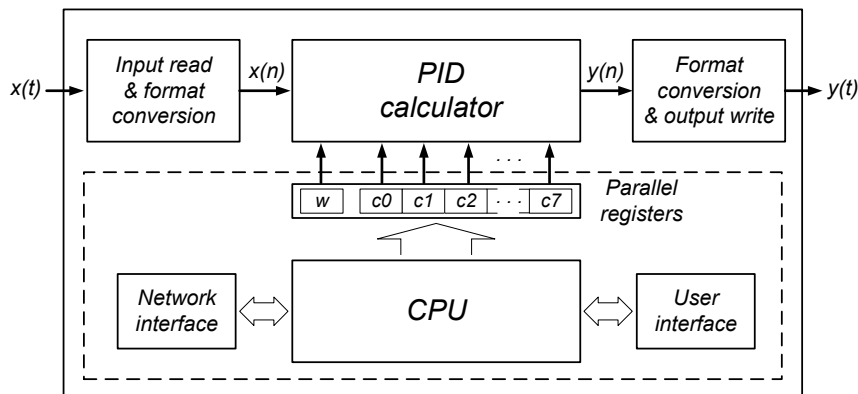 Input read
& format
conversion
x(t)
x(n)
PID
calculator
y(n)
Format
conversion
& output write
y(t)
. . .
w
c0
c1
c2
. . .
c7
Parallel
registers
Network
interface
CPU
User
interface